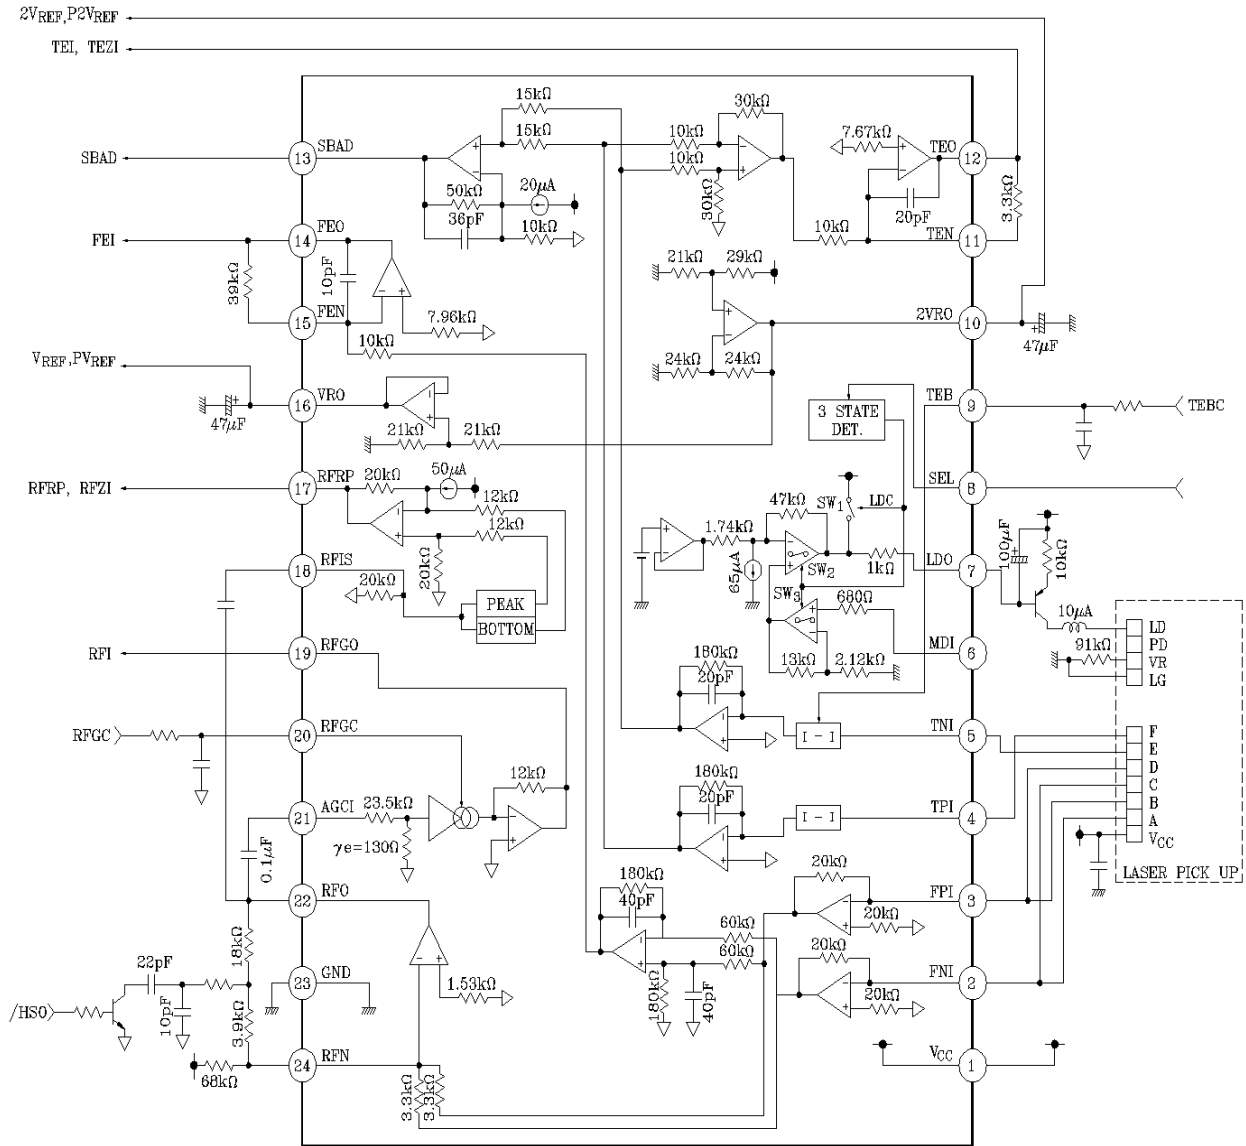 2VREF,P2VREF
TEI, TEZI
15kΩ
15kΩ
30kΩ
10kΩ
10kΩ
30kΩ
7.67kΩ
TEO
12
SBAD
13
SBAD
50kΩ
36pF
20μA
10kΩ
20pF
3.3kΩ
10kΩ
TEN
11
FEI
14
FEO
39kΩ
10pF
15
FEN
7.96kΩ
10kΩ
21kΩ
29kΩ
24kΩ
24kΩ
2VRO
10
+
47μF
VREF,PVREF
+
47μF
16
VRO
21kΩ
21kΩ
3 STATE
DET.
TEB
9
TEBC
RFRP, RFZI
17
RFRP
20kΩ
50μA
12kΩ
12kΩ
20kΩ
SEL
8
47kΩ
SW1
LDC
1.74kΩ
65μA
SW2
SW3
1kΩ
LDO
7
100μF
+
10kΩ
10μA
18
RFIS
20kΩ
PEAK
BOTTOM
680Ω
13kΩ
2.12kΩ
MDI
6
91kΩ
LD
PD
VR
LG
RFI
19
RFGO
180kΩ
20pF
I - I
TNI
5
RFGC
20
RFGC
12kΩ
F
E
D
C
B
A
VCC
LASER PICK UP
21
AGCI
23.5kΩ
γe=130Ω
0.1μF
180kΩ
20pF
I - I
TPI
4
22
RFO
180kΩ
40pF
60kΩ
60kΩ
180kΩ
40pF
20kΩ
20kΩ
FPI
3
18kΩ
22pF
10pF
3.9kΩ
/HSO
23
GND
1.53kΩ
20kΩ
20kΩ
FNI
2
68kΩ
24
RFN
3.3kΩ
3.3kΩ
VCC
1